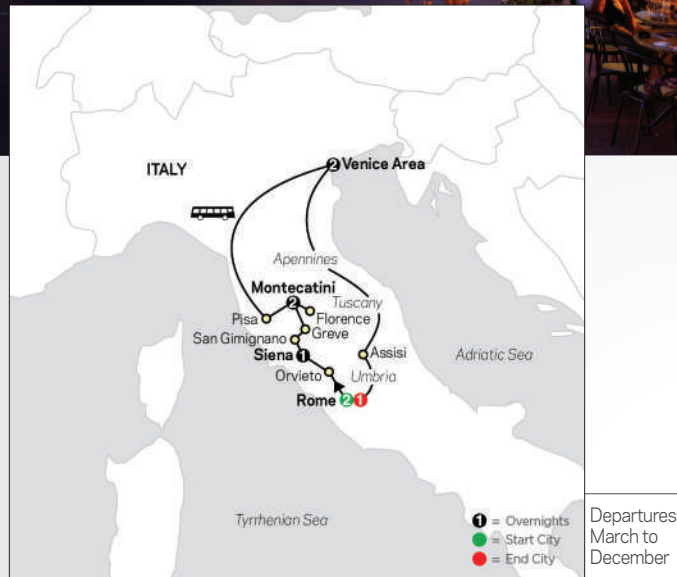 ITALY
2 Venice Area
Apennines
Montecatini
2
Tuscany
Pisa
Florence
Greve
San Gimignano
Siena 1
Assisi
Adriatic Sea
Orvieto
Umbria
Rome 2 1
Tyrrhenian Sea
1 = Overnights
= Start City
= End City
Departures
March to
December